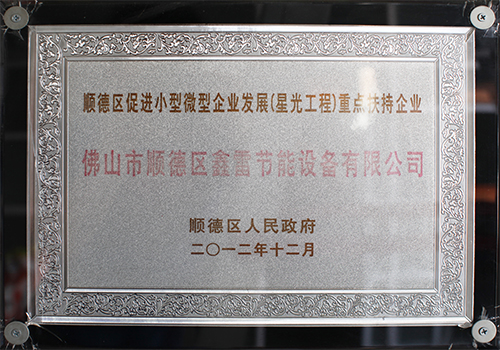 顺德区促进小型微型企业发展(星光工程)重点扶持企业
佛山市顺德区鑫雷节能设备有限公司
顺德区人民政府
二〇一二年十二月